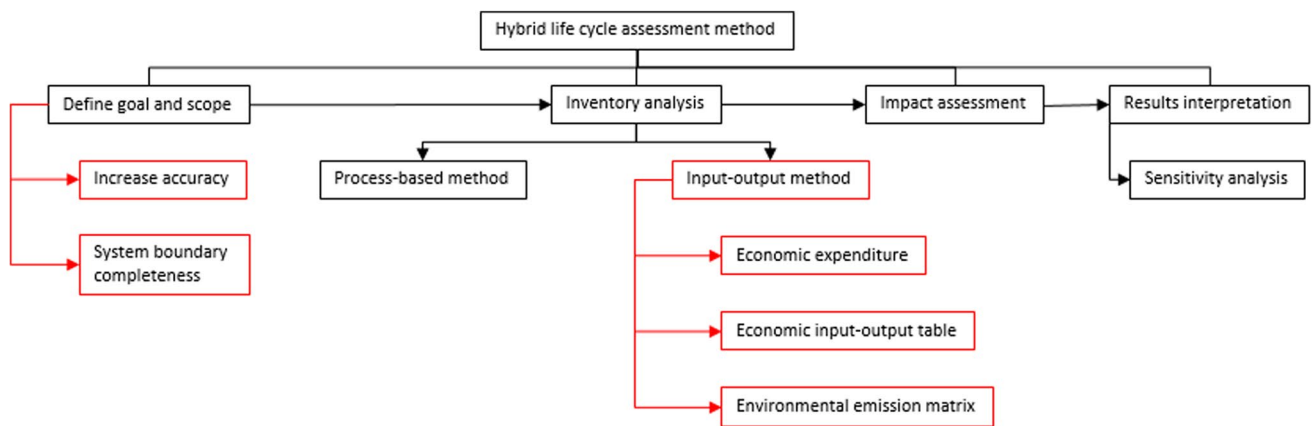 Hybrid life cycle assessment method
Define goal and scope
Inventory analysis
Impact assessment
Results interpretation
Increase accuracy
Process-based method
Input-output method
Sensitivity analysis
System boundary
completeness
Economic expenditure
Economic input-output table
Environmental emission matrix